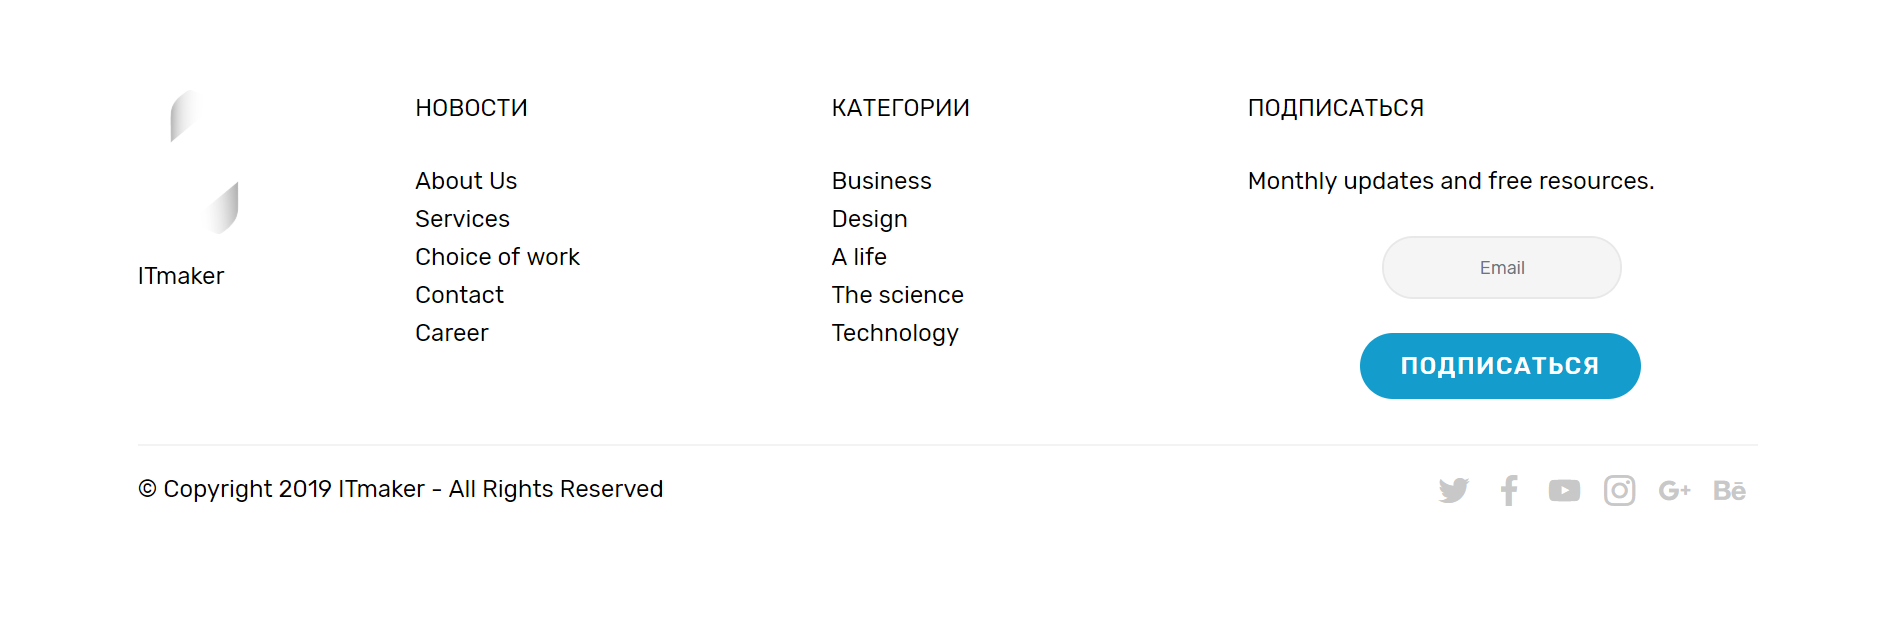 ITmaker
НОВОСТИ
About Us
Services
Choice of work
Contact
Career
КАТЕГОРИИ
Business
Design
A life
The science
Technology
ПОДПИСАТЬСЯ
Monthly updates and free resources.
Email
ПОДПИСАТЬСЯ
© Copyright 2019 ITmaker - All Rights Reserved